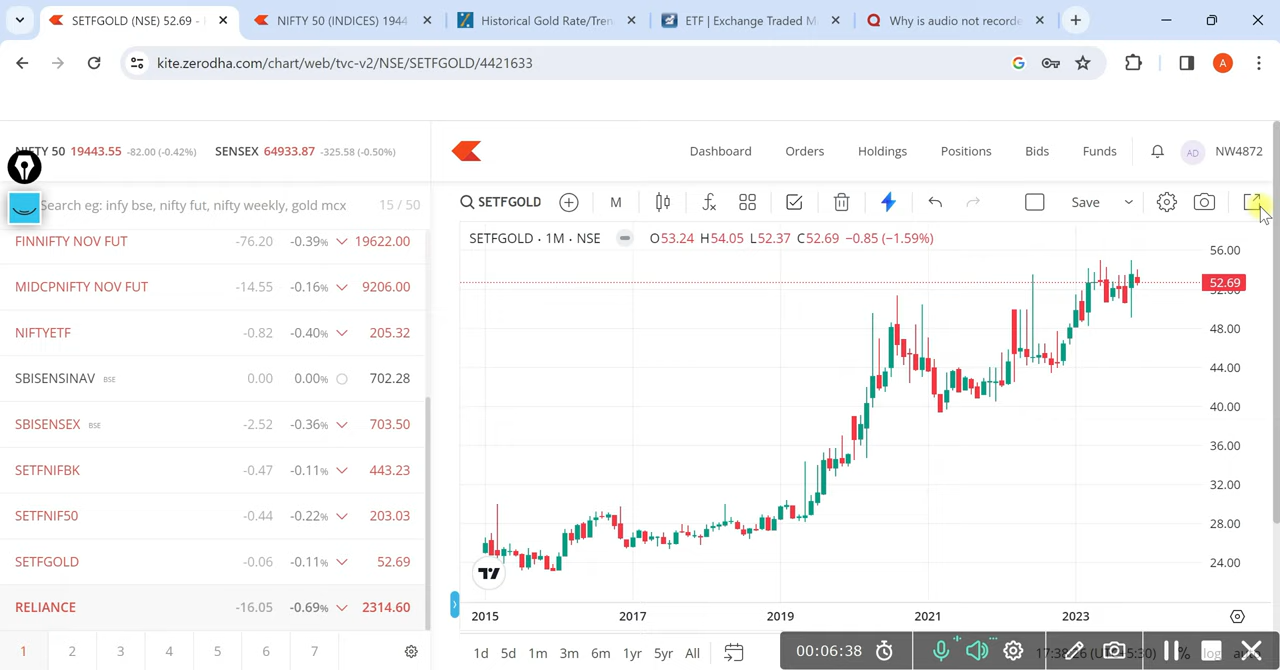 SETFGOLD (NSE) 52.69 -
NIFTY 50 (INDICES) 1944
Historical Gold Rate/Tren
ETF | Exchange Traded M
Why is audio not recorde
kite.zerodha.com/chart/web/tvc-v2/NSE/SETFGOLD/4421633
A
NIFTY 50 19443.55 -82.00 (-0.42%) SENSEX 64933.87 -325.58 (-0.50%)
Dashboard Orders Holdings Positions Bids Funds AD NW4872
Search eg: infy bse, nifty fut, nifty weekly, gold mcx 15 / 50
SETFGOLD M Save
FINNIFTY NOV FUT -76.20 -0.39% 19622.00
MIDCPNIFTY NOV FUT -14.55 -0.16% 9206.00
NIFTYETF -0.82 -0.40% 205.32
SBISENSINAV BSE 0.00 0.00% 702.28
SBISENSEX BSE -2.52 -0.36% 703.50
SETFNIFBK -0.47 -0.11% 443.23
SETFNIF50 -0.44 -0.22% 203.03
SETFGOLD -0.06 -0.11% 52.69
RELIANCE -16.05 -0.69% 2314.60
1 2 3 4 5 6 7
SETFGOLD · 1M · NSE O53.24 H54.05 L52.37 C52.69 −0.85 (−1.59%)
56.00
52.69
48.00
44.00
40.00
36.00
32.00
28.00
24.00
2015 2017 2019 2021 2023
1d 5d 1m 3m 6m 1yr 5yr All
00:06:38